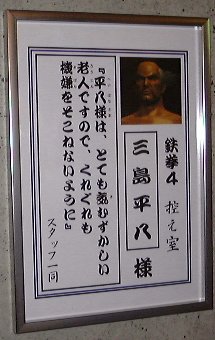 鉄拳4 控え室
三島平八 様
『平八様は、とても気むずかしい
老人ですので、くれぐれも
機嫌をそこねないように』
スタッフ一同